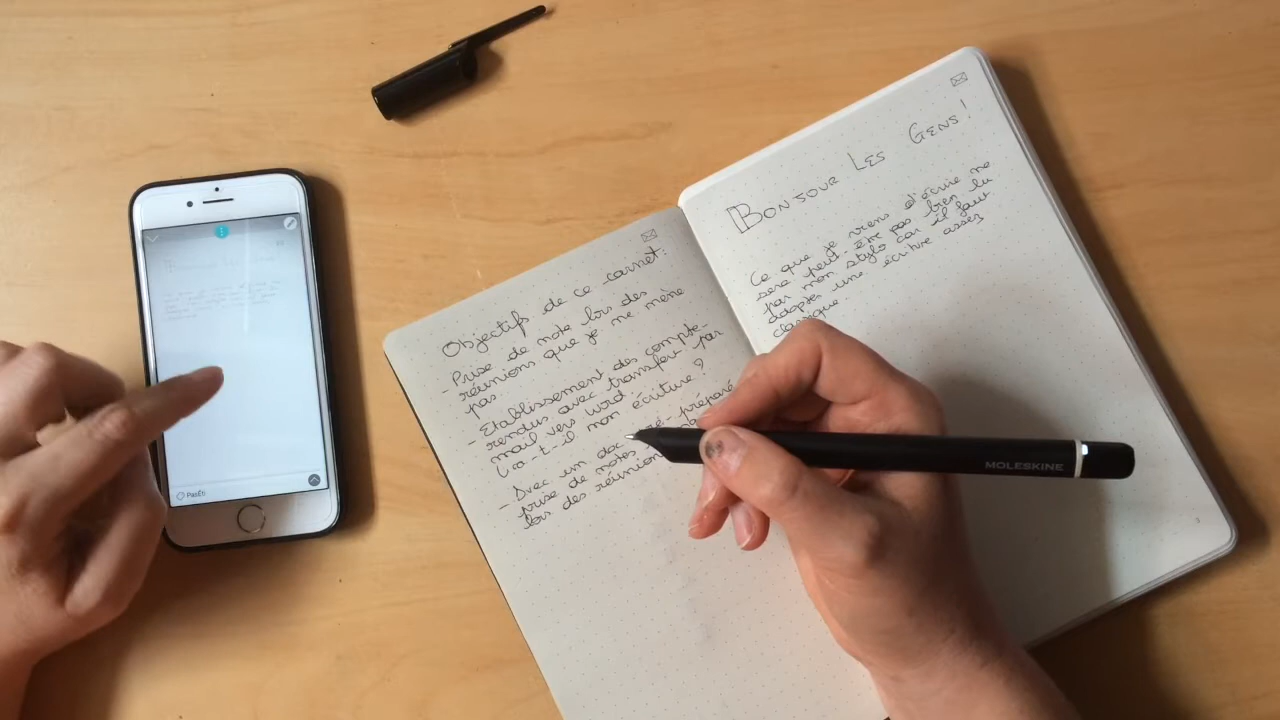 Objectifs de ce carnet.
- Prise de note lors des
réunions que je ne mène
pas
- Etablissement des compte-
rendus avec transfert par
mail vers word.
Lira-t-il mon écriture ?
- Avec un doc pré-préparé
prise de notes
lors des réunions
BONJOUR LES GENS!
Ce que je viens d'écrire ne
sera peut-être pas bien lu
par mon stylo car il faut
adopter une écriture assez
classique.
MOLESKINE
PasÉti